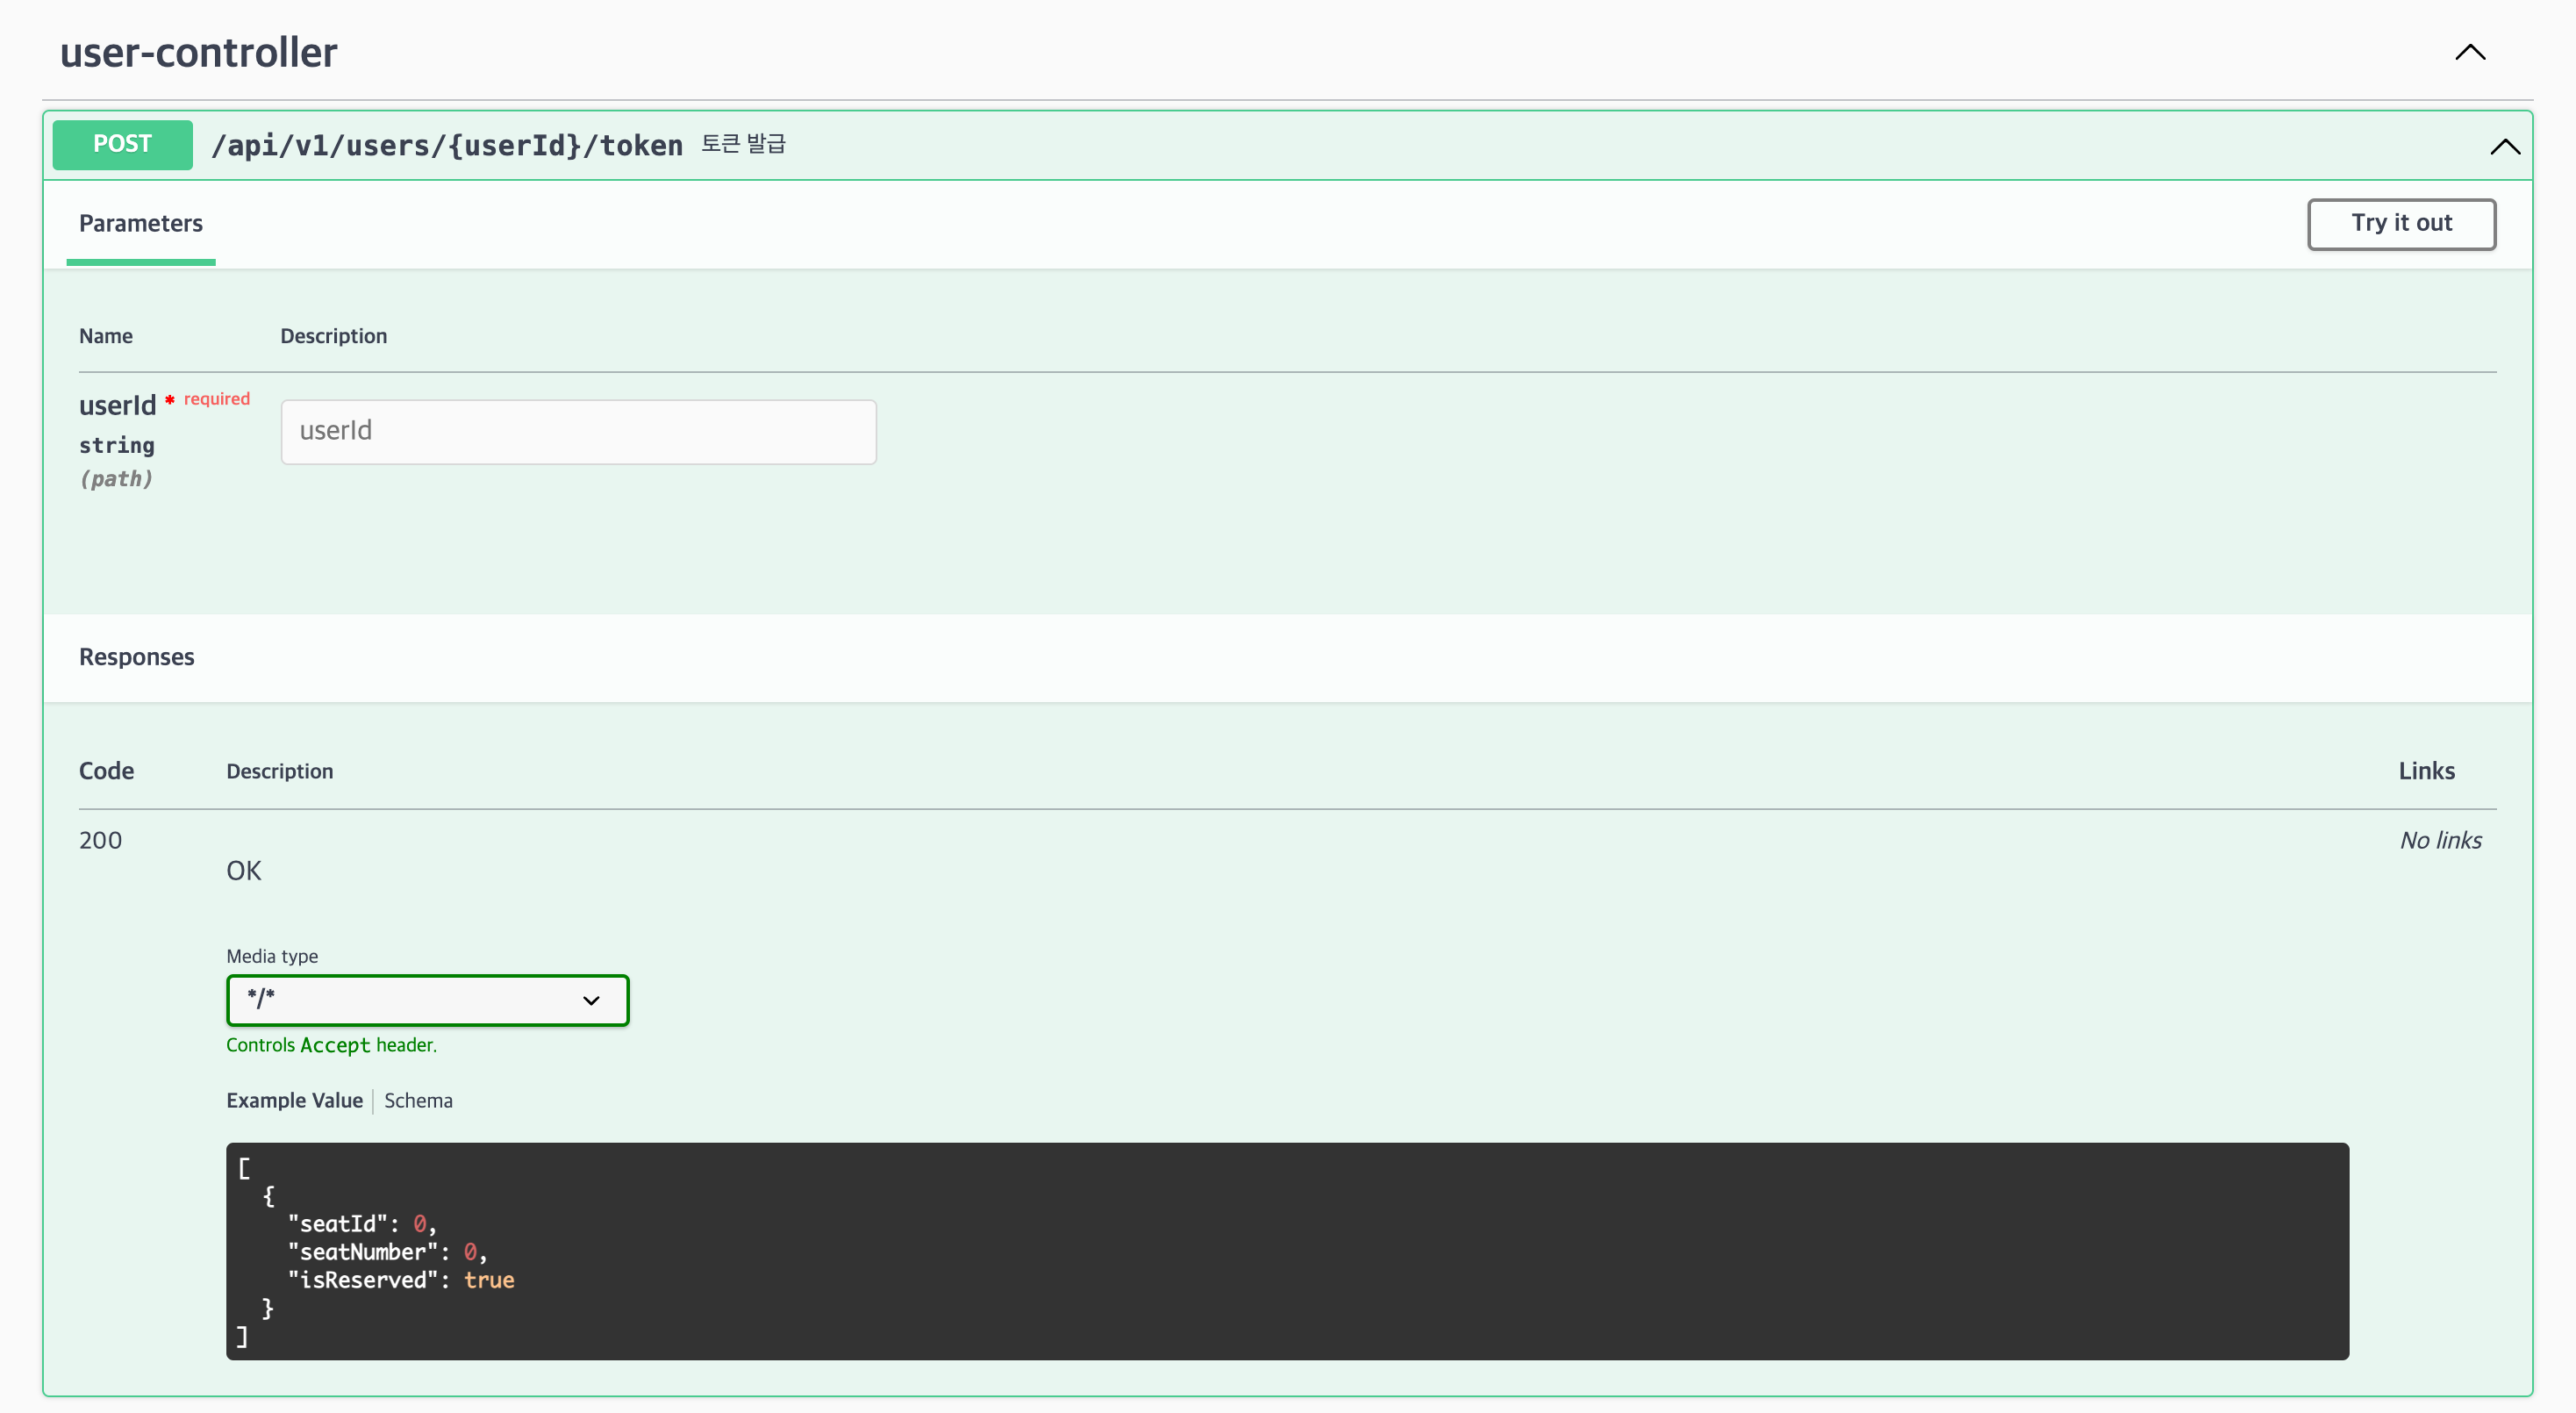 user-controller
POST /api/v1/users/{userId}/token 토큰 발급
Parameters
Try it out
Name Description
userId * required
string
(path)
userId
Responses
Code Description Links
200 No links
OK
Media type
*/*
Controls Accept header.
Example Value Schema
[
  {
    "seatId": 0,
    "seatNumber": 0,
    "isReserved": true
  }
]